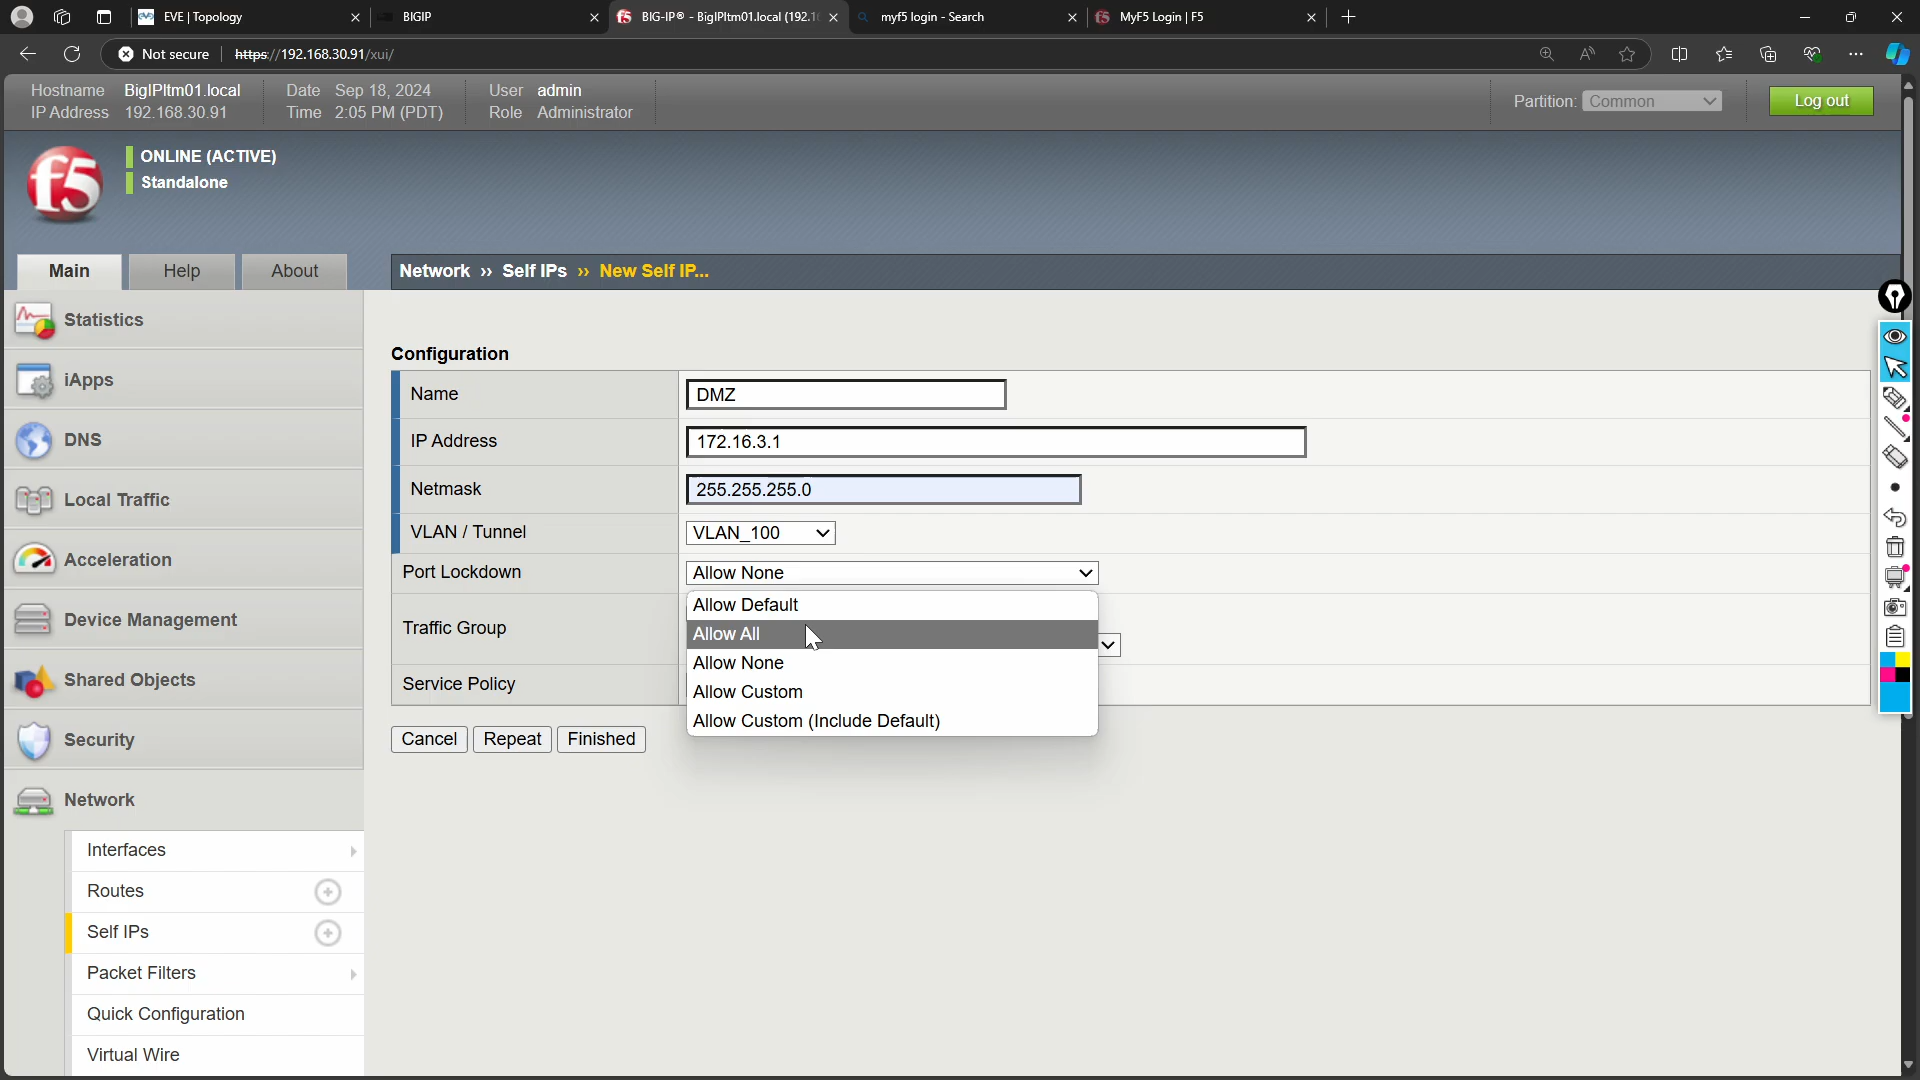 EVE | Topology
BIGIP
BIG-IP® - BigIPltm01.local (192.16
myf5 login - Search
MyF5 Login | F5
Not secure
https://192.168.30.91/xui/
Hostname BigIPltm01.local
IP Address 192.168.30.91
Date Sep 18, 2024
Time 2:05 PM (PDT)
User admin
Role Administrator
Partition: Common
Log out
f5
ONLINE (ACTIVE)
Standalone
Main
Help
About
Network ›› Self IPs ›› New Self IP...
Statistics
iApps
DNS
Local Traffic
Acceleration
Device Management
Shared Objects
Security
Network
Interfaces
Routes
Self IPs
Packet Filters
Quick Configuration
Virtual Wire
Configuration
Name DMZ
IP Address 172.16.3.1
Netmask 255.255.255.0
VLAN / Tunnel VLAN_100
Port Lockdown Allow None
Allow Default
Allow All
Allow None
Allow Custom
Allow Custom (Include Default)
Traffic Group
Service Policy
Cancel Repeat Finished